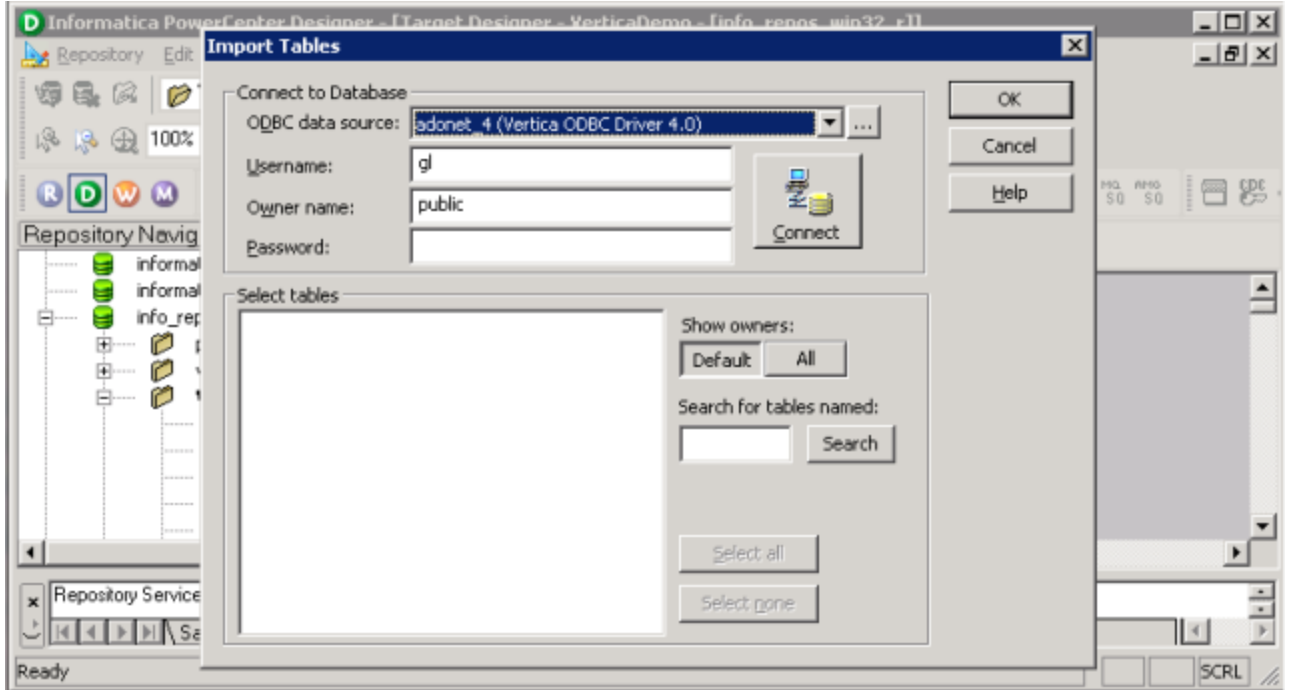 Informatica PowerCenter Designer - [Target Designer - VerticaDemo - [info_repos_win32_r]]
Import Tables
Repository Edit
Connect to Database
ODBC data source: adonet_4 (Vertica ODBC Driver 4.0) ...
OK
100%
Username: gl
Cancel
R D W M
Owner name: public
Connect
Help
Repository Navig
Password:
informat
informat
info_rep
Select tables
Show owners:
Default All
Search for tables named:
Search
Select all
Select none
Repository Service
Sa
Ready
SCRL